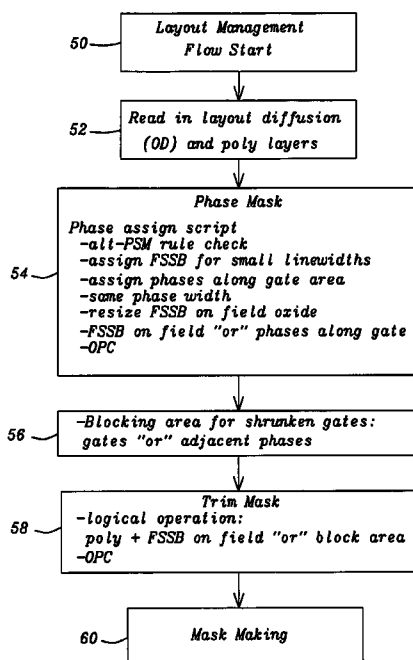 50
Layout Management
Flow Start
52
Read in layout diffusion
(OD) and poly layers
54
Phase Mask
Phase assign script
-alt-PSM rule check
-assign FSSB for small linewidths
-assign phases along gate area
-same phase width
-resize FSSB on field oxide
-FSSB on field "or" phases along gate
-OPC
56
-Blocking area for shrunken gates:
gates "or" adjacent phases
58
Trim Mask
-logical operation:
poly + FSSB on field "or" block area
-OPC
60
Mask Making